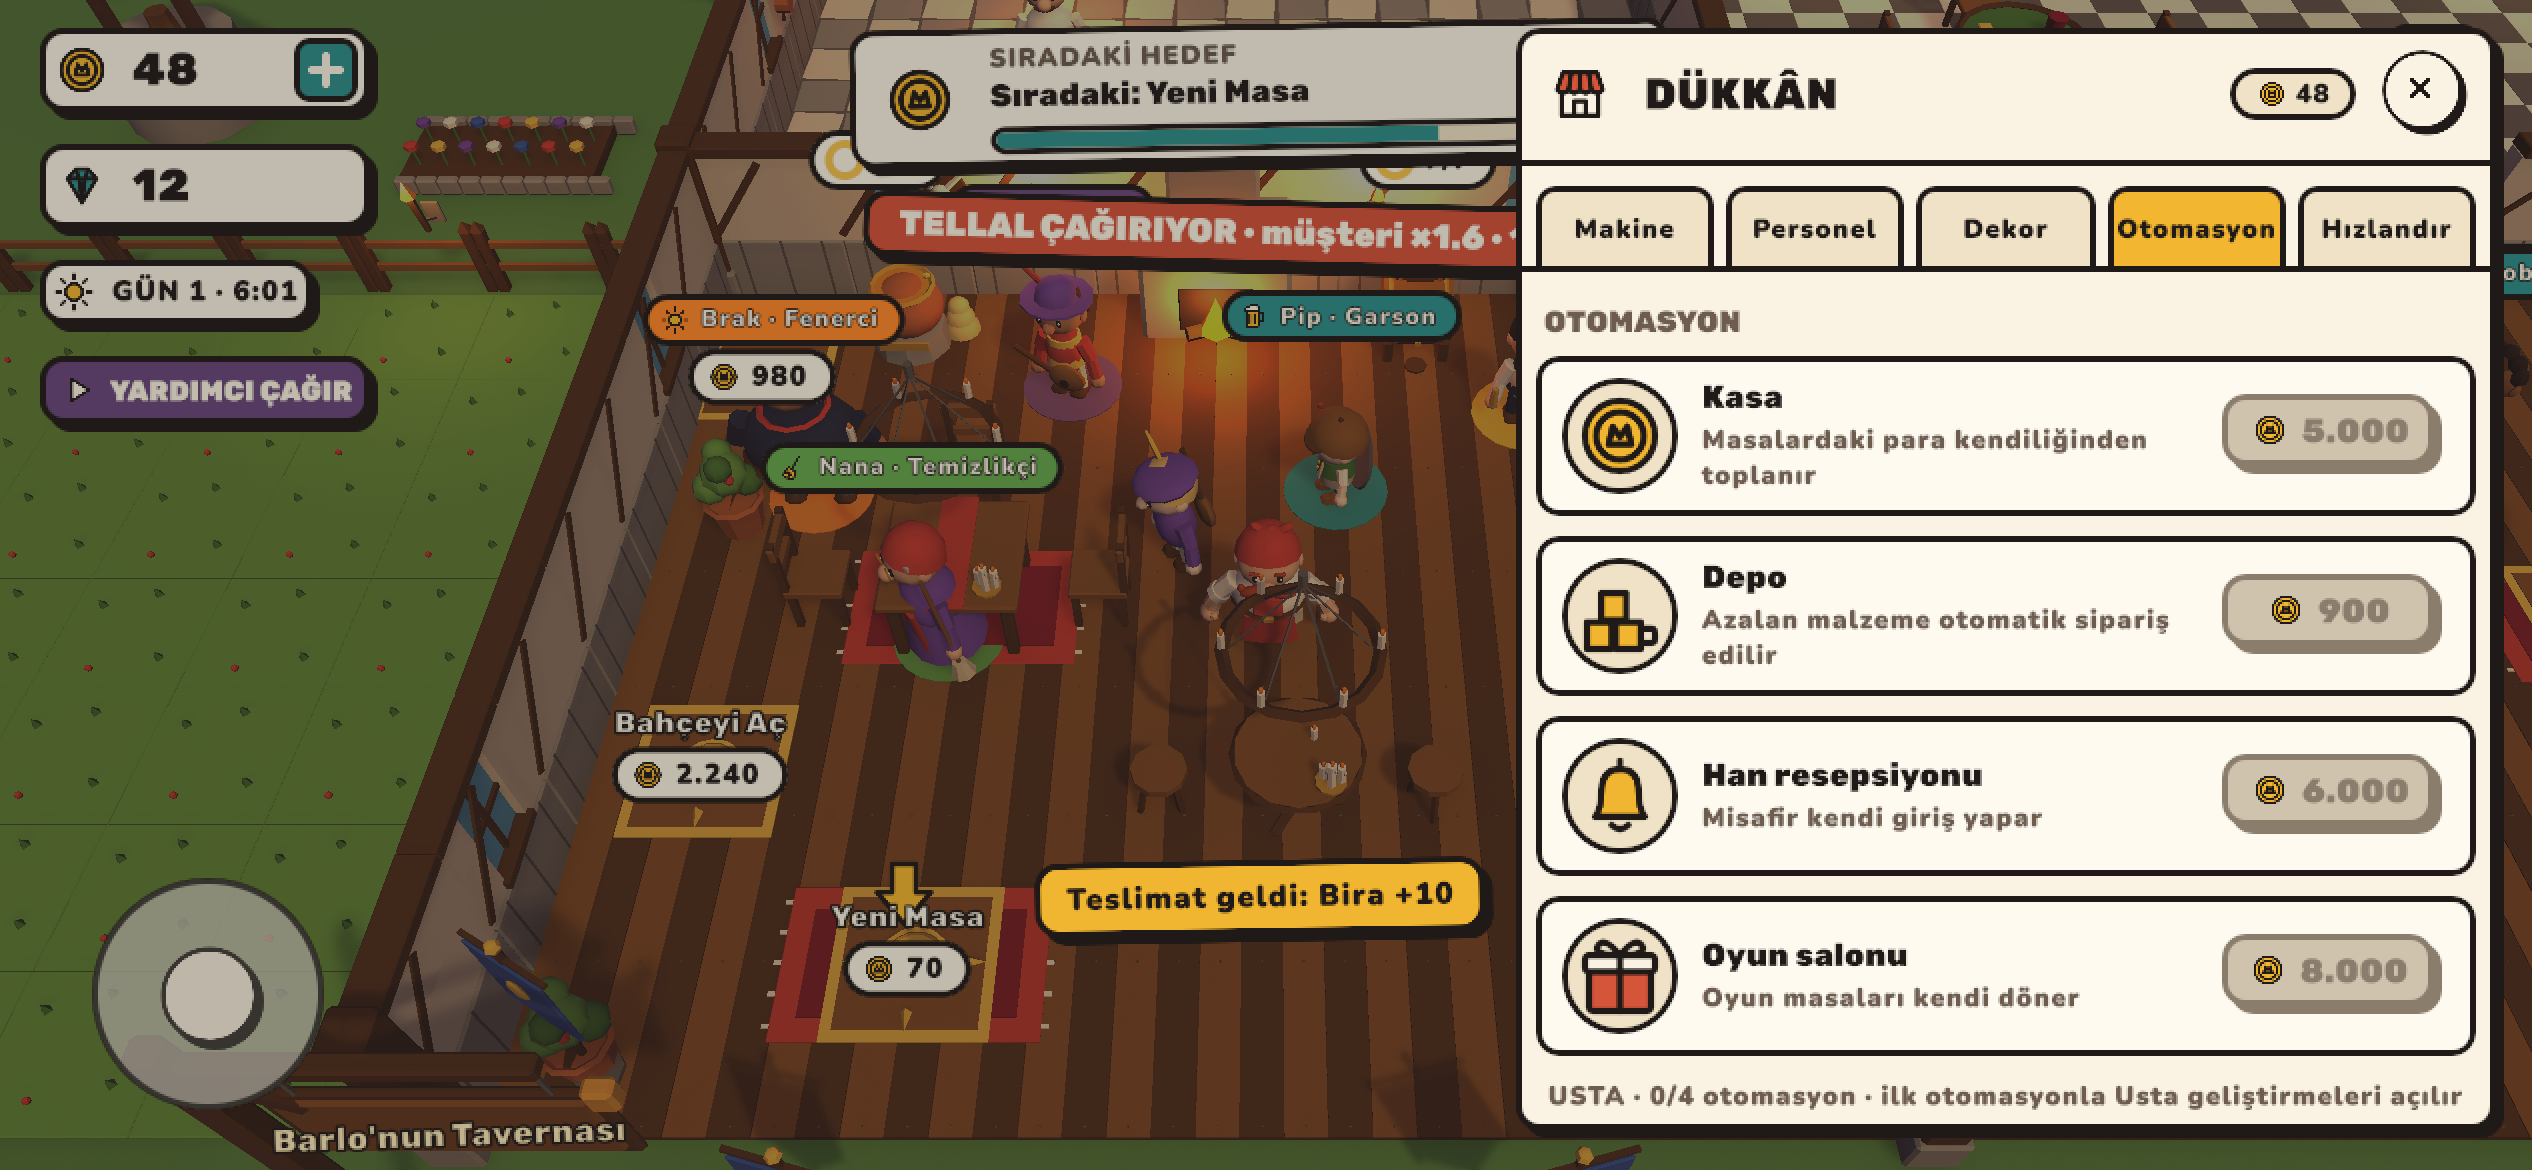 48
12
GÜN 1 · 6:01
YARDIMCI ÇAĞIR
SIRADAKİ HEDEF
Sıradaki: Yeni Masa
TELLAL ÇAĞIRIYOR · müşteri ×1.6 ·
Brak · Fenerci
980
Pip · Garson
Nana · Temizlikçi
Bahçeyi Aç
2.240
Yeni Masa
70
Teslimat geldi: Bira +10
Barlo'nun Tavernası
DÜKKÂN
48
Makine
Personel
Dekor
Otomasyon
Hızlandır
OTOMASYON
Kasa
Masalardaki para kendiliğinden
toplanır
5.000
Depo
Azalan malzeme otomatik sipariş
edilir
900
Han resepsiyonu
Misafir kendi giriş yapar
6.000
Oyun salonu
Oyun masaları kendi döner
8.000
USTA · 0/4 otomasyon · ilk otomasyonla Usta geliştirmeleri açılır